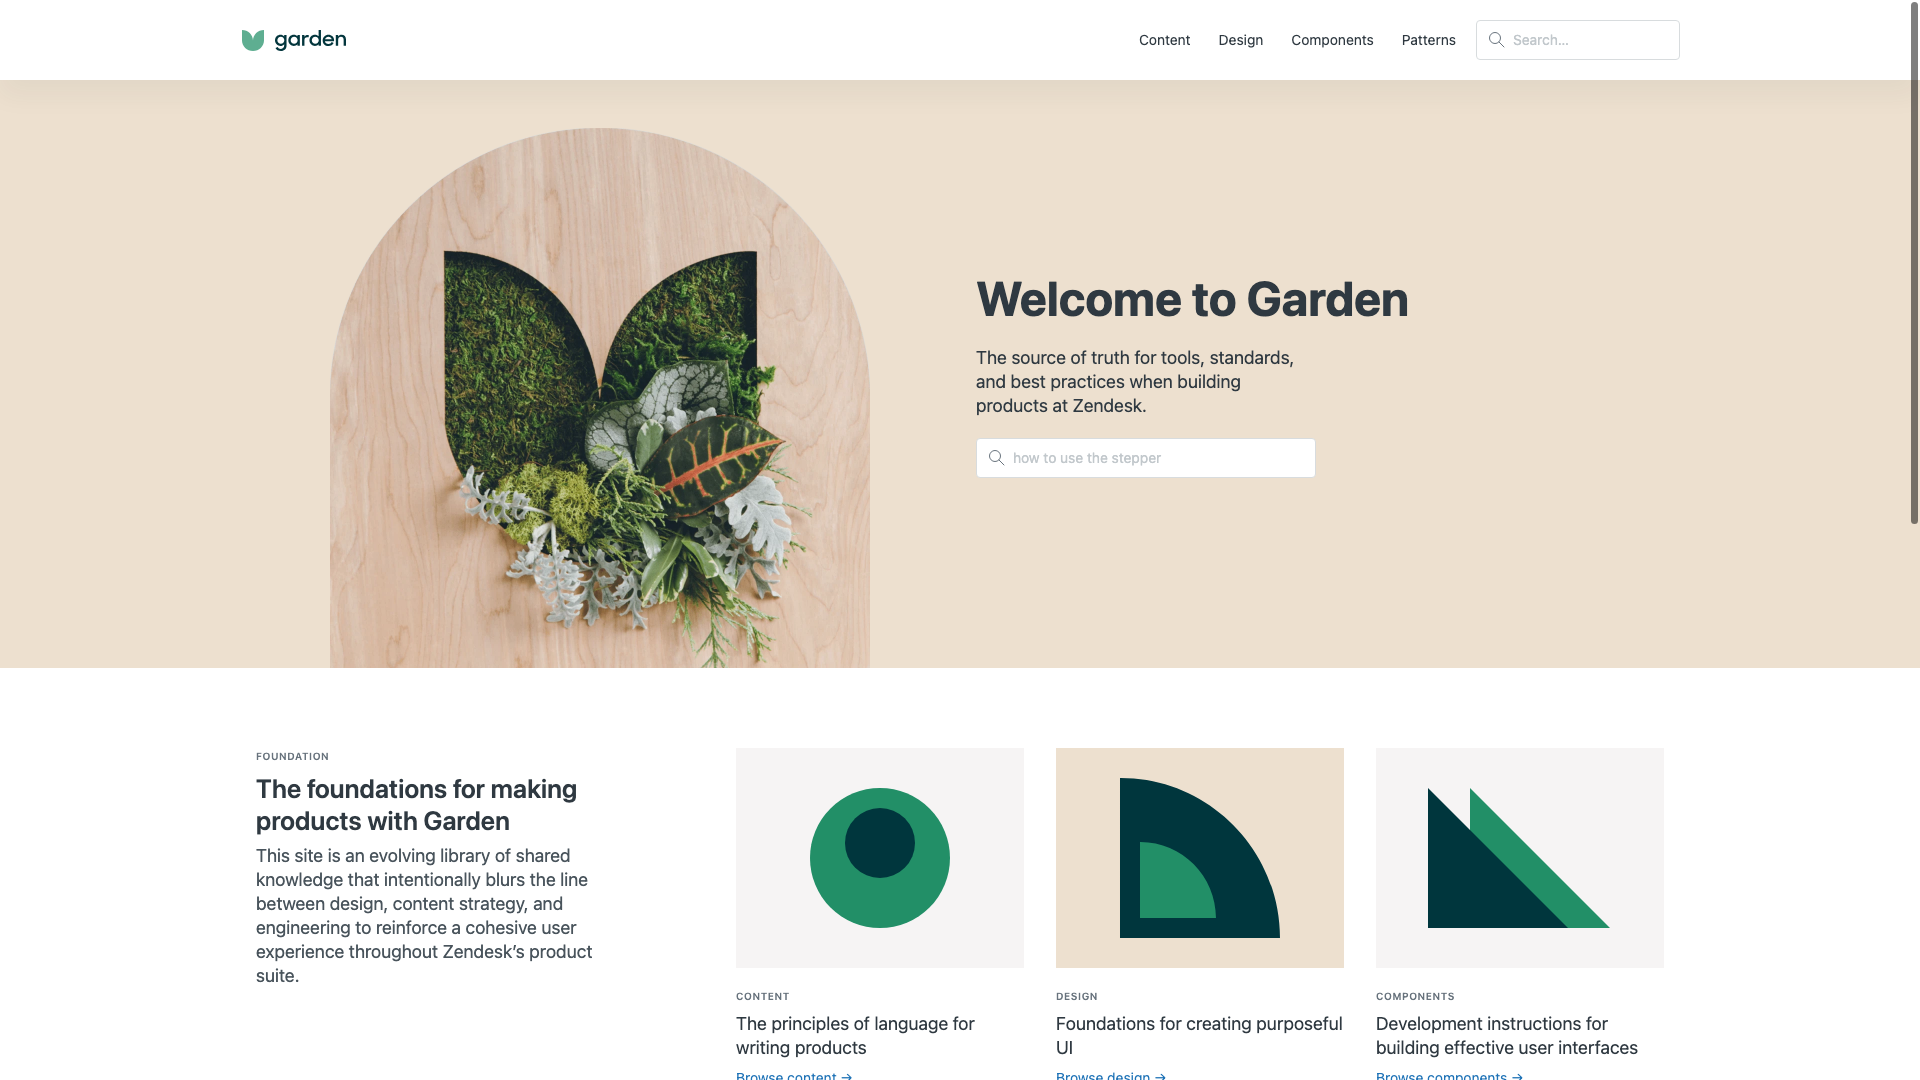 garden
Content
Design
Components
Patterns
Search...
Welcome to Garden
The source of truth for tools, standards,
and best practices when building
products at Zendesk.
how to use the stepper
FOUNDATION
The foundations for making
products with Garden
This site is an evolving library of shared
knowledge that intentionally blurs the line
between design, content strategy, and
engineering to reinforce a cohesive user
experience throughout Zendesk’s product
suite.
CONTENT
The principles of language for
writing products
Browse content →
DESIGN
Foundations for creating purposeful
UI
Browse design →
COMPONENTS
Development instructions for
building effective user interfaces
Browse components →